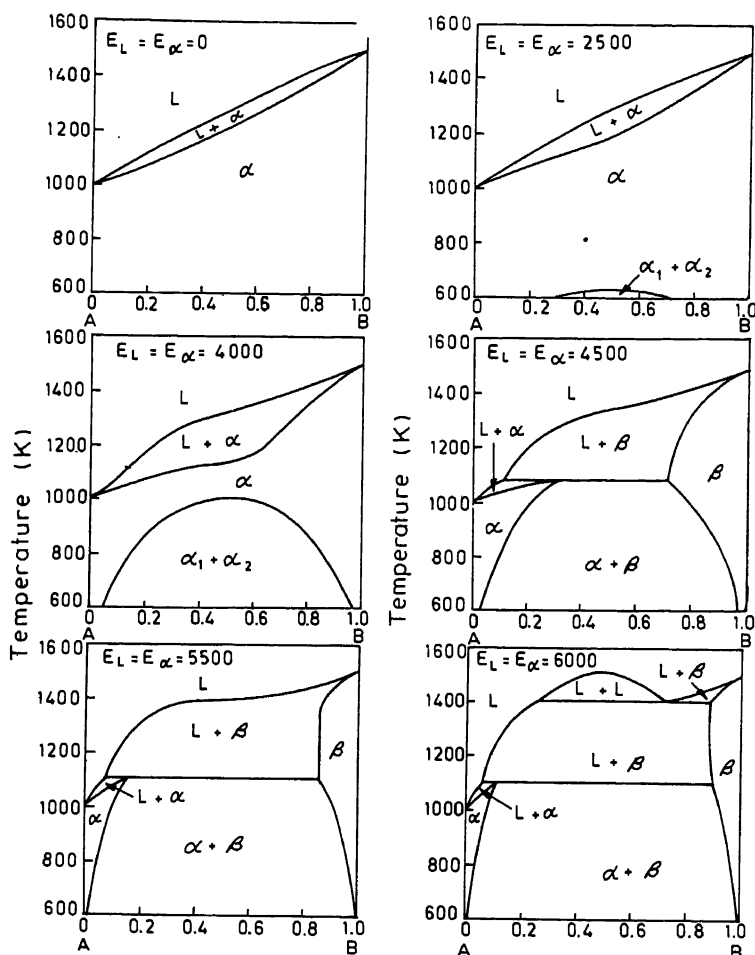 E_L = E_α = 0
L
L + α
α
1600
1400
1200
1000
800
600
0 0.2 0.4 0.6 0.8 1.0
A B
E_L = E_α = 2500
L
L + α
α
α₁ + α₂
1600
1400
1200
1000
800
600
0 0.2 0.4 0.6 0.8 1.0
A B
Temperature (K)
E_L = E_α = 4000
L
L + α
α
α₁ + α₂
1600
1400
1200
1000
800
600
0 0.2 0.4 0.6 0.8 1.0
A B
Temperature (K)
E_L = E_α = 4500
L
L + α
L + β
β
α
α + β
1600
1400
1200
1000
800
600
0 0.2 0.4 0.6 0.8 1.0
A B
E_L = E_α = 5500
L
L + β
β
L + α
α
α + β
1600
1400
1200
1000
800
600
0 0.2 0.4 0.6 0.8 1.0
A B
E_L = E_α = 6000
L + β
L + L
L
L + β
β
α
L + α
α + β
1600
1400
1200
1000
800
600
0 0.2 0.4 0.6 0.8 1.0
A B